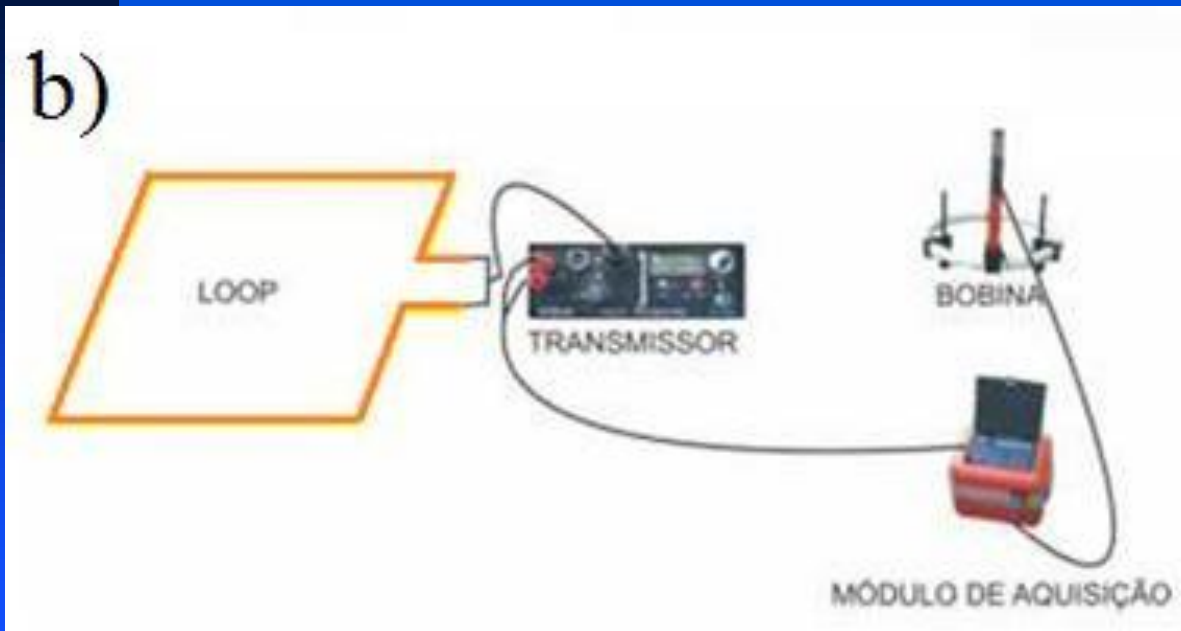 b)
LOOP
TRANSMISSOR
BOBINA
MÓDULO DE AQUISIÇÃO